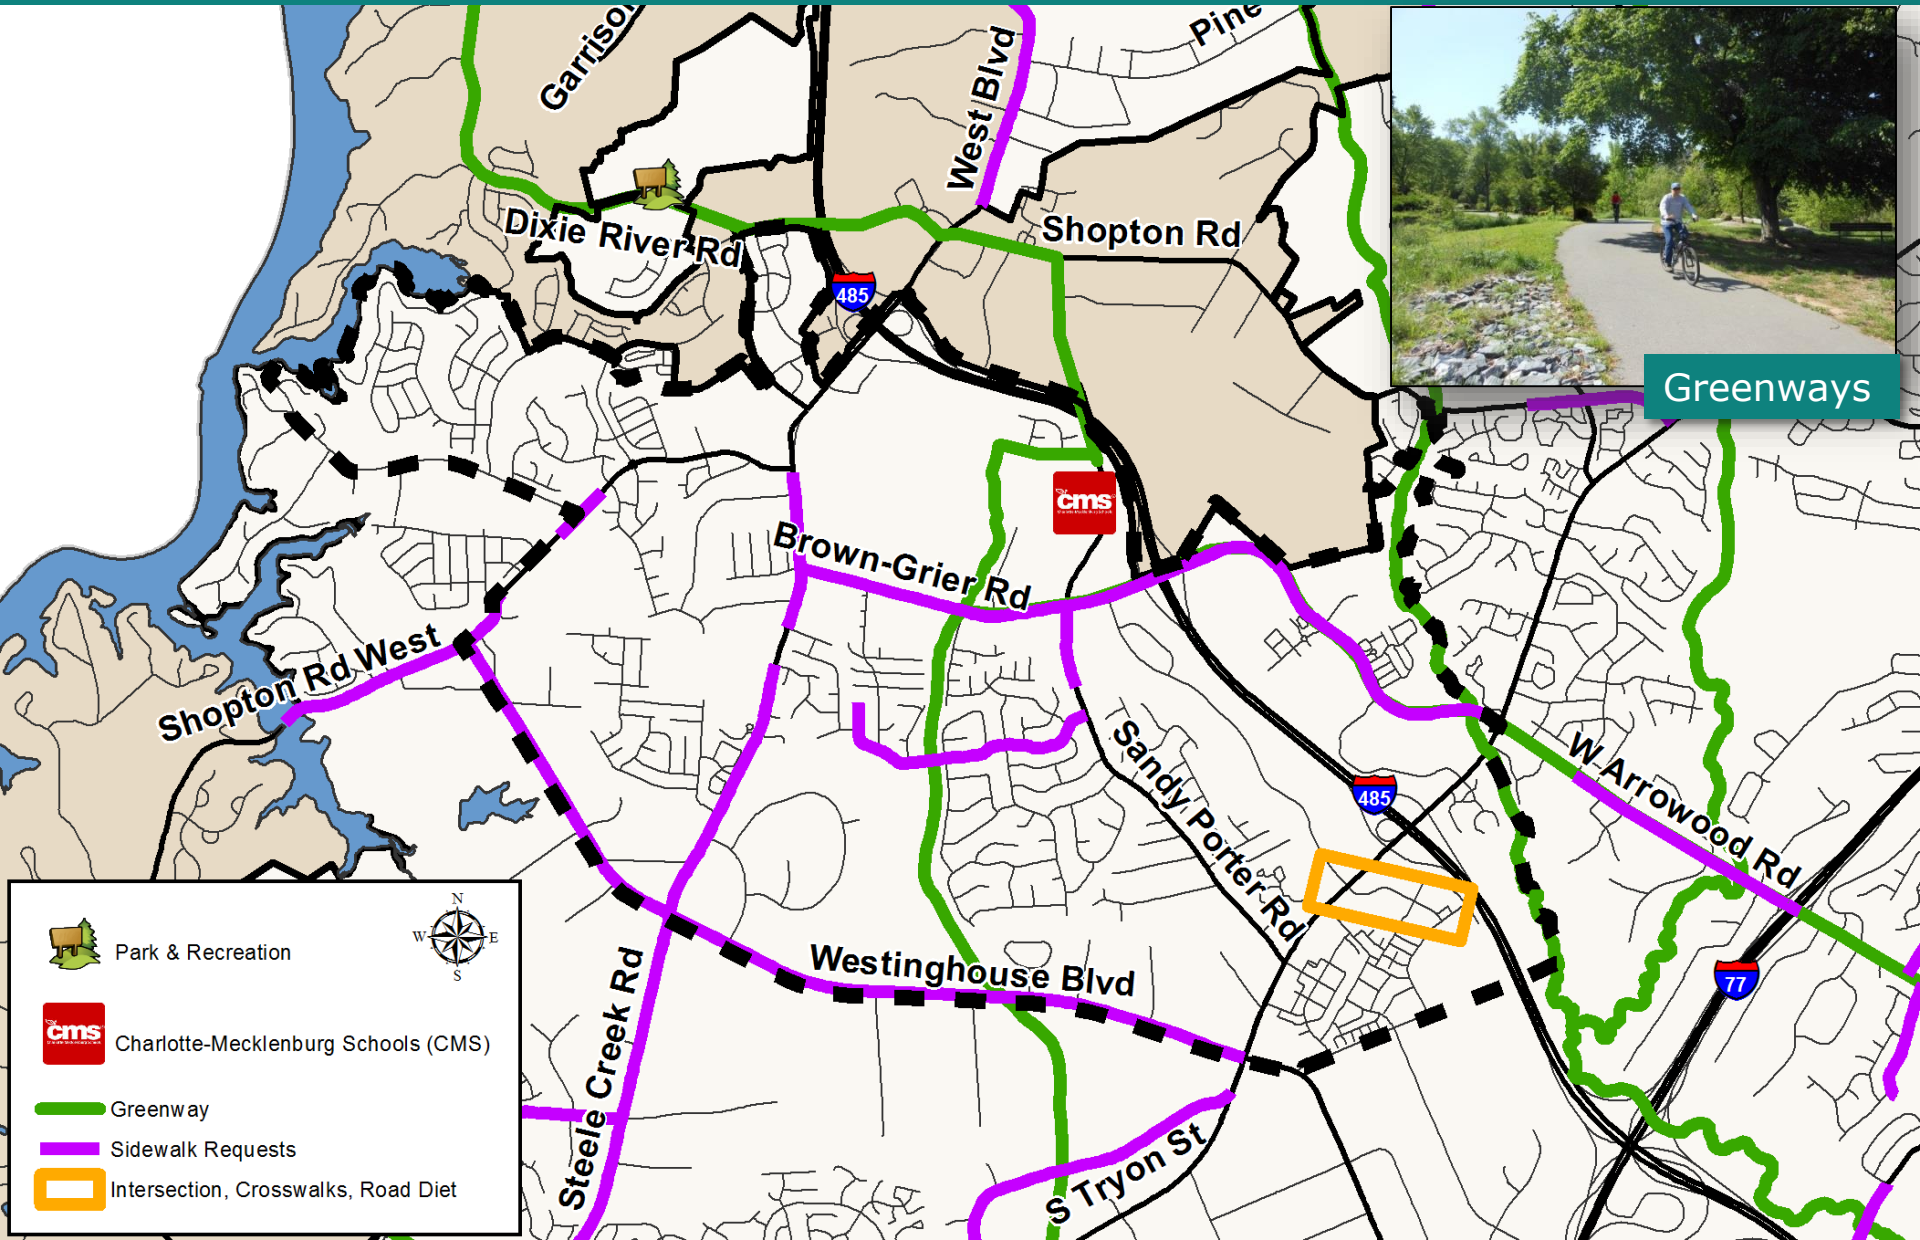 Garrison
West Blvd
Pine
Dixie River Rd
Shopton Rd
485
Greenways
cms
Brown-Grier Rd
Shopton Rd West
Sandy Porter Rd
485
W Arrowood Rd
Westinghouse Blvd
77
Steele Creek Rd
S Tryon St
N
W E
S
Park & Recreation
cms
Charlotte-Mecklenburg Schools (CMS)
Greenway
Sidewalk Requests
Intersection, Crosswalks, Road Diet